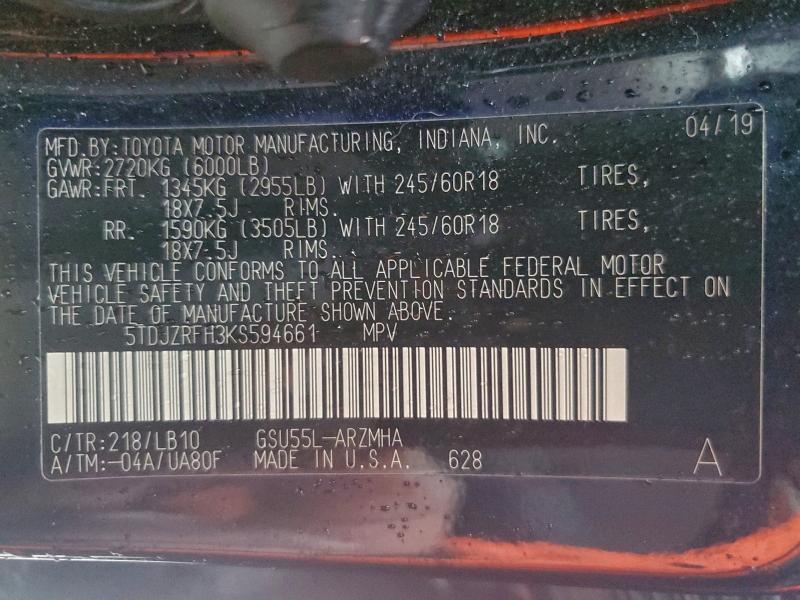 MFD.BY:TOYOTA MOTOR MANUFACTURING, INDIANA, INC. 04/19
GVWR:2720KG (6000LB)
GAWR:FRT. 1345KG (2955LB) WITH 245/60R18 TIRES,
18X7.5J RIMS.
RR. 1590KG (3505LB) WITH 245/60R18 TIRES,
18X7.5J RIMS.
THIS VEHICLE CONFORMS TO ALL APPLICABLE FEDERAL MOTOR
VEHICLE SAFETY AND THEFT PREVENTION STANDARDS IN EFFECT ON
THE DATE OF MANUFACTURE SHOWN ABOVE.
5TDJZRFH3KS594661 MPV
C/TR:218/LB10 GSU55L-ARZMHA
A/TM:-04A/UA80F MADE IN U.S.A. 628 A